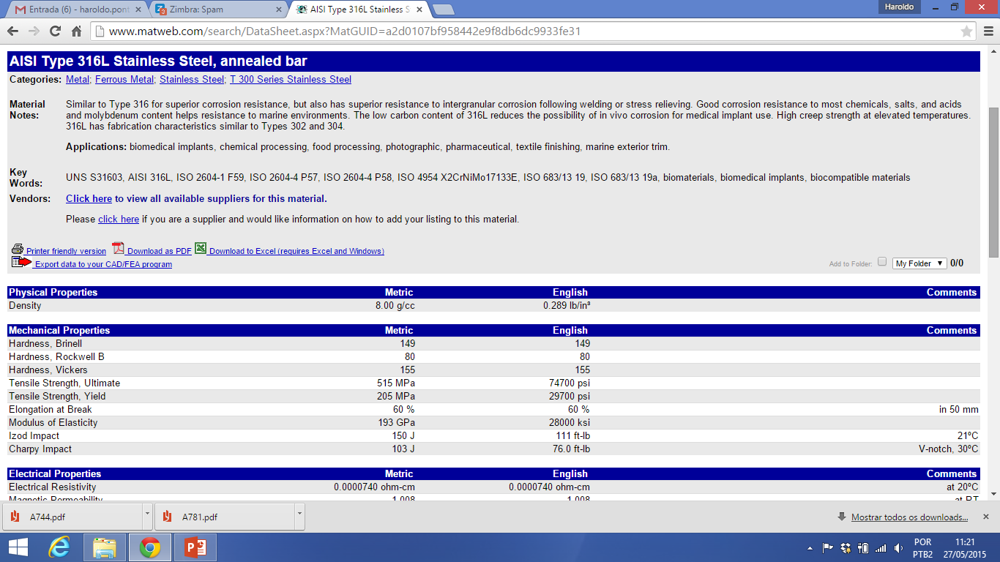 Entrada (6) - haroldo.pont
Zimbra: Spam
AISI Type 316L Stainless S
Haroldo
www.matweb.com/search/DataSheet.aspx?MatGUID=a2d0107bf958442e9f8db6dc9933fe31
AISI Type 316L Stainless Steel, annealed bar
Categories: Metal; Ferrous Metal; Stainless Steel; T 300 Series Stainless Steel
Material Notes: Similar to Type 316 for superior corrosion resistance, but also has superior resistance to intergranular corrosion following welding or stress relieving. Good corrosion resistance to most chemicals, salts, and acids
and molybdenum content helps resistance to marine environments. The low carbon content of 316L reduces the possibility of in vivo corrosion for medical implant use. High creep strength at elevated temperatures.
316L has fabrication characteristics similar to Types 302 and 304.
Applications: biomedical implants, chemical processing, food processing, photographic, pharmaceutical, textile finishing, marine exterior trim.
Key Words: UNS S31603, AISI 316L, ISO 2604-1 F59, ISO 2604-4 P57, ISO 2604-4 P58, ISO 4954 X2CrNiMo17133E, ISO 683/13 19, ISO 683/13 19a, biomaterials, biomedical implants, biocompatible materials
Vendors: Click here to view all available suppliers for this material.
Please click here if you are a supplier and would like information on how to add your listing to this material.
Printer friendly version Download as PDF Download to Excel (requires Excel and Windows)
Export data to your CAD/FEA program
Add to Folder: My Folder 0/0
Physical Properties Metric English Comments
Density 8.00 g/cc 0.289 lb/in³
Mechanical Properties Metric English Comments
Hardness, Brinell 149 149
Hardness, Rockwell B 80 80
Hardness, Vickers 155 155
Tensile Strength, Ultimate 515 MPa 74700 psi
Tensile Strength, Yield 205 MPa 29700 psi
Elongation at Break 60 % 60 % in 50 mm
Modulus of Elasticity 193 GPa 28000 ksi
Izod Impact 150 J 111 ft-lb 21ºC
Charpy Impact 103 J 76.0 ft-lb V-notch, 30ºC
Electrical Properties Metric English Comments
Electrical Resistivity 0.0000740 ohm-cm 0.0000740 ohm-cm at 20ºC
Magnetic Permeability 1.008 1.008 at RT
A744.pdf
A781.pdf
Mostrar todos os downloads...
POR
PTB2
11:21
27/05/2015